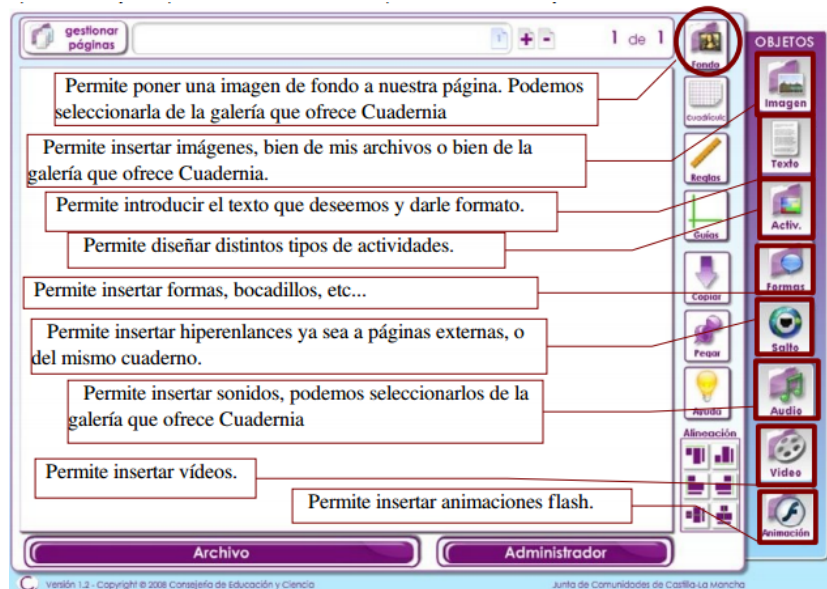 gestionar
páginas
1
1 de 1
Fondo
OBJETOS
Permite poner una imagen de fondo a nuestra página. Podemos
seleccionarla de la galería que ofrece Cuadernia
Cuadrícula
Imagen
Permite insertar imágenes, bien de mis archivos o bien de la
galería que ofrece Cuadernia.
Reglas
Texto
Permite introducir el texto que deseemos y darle formato.
Guías
Activ.
Permite diseñar distintos tipos de actividades.
Permite insertar formas, bocadillos, etc...
Copiar
Formas
Permite insertar hiperenlances ya sea a páginas externas, o
del mismo cuaderno.
Pegar
Salto
Permite insertar sonidos, podemos seleccionarlos de la
galería que ofrece Cuadernia
Ayuda
Audio
Alineación
Permite insertar vídeos.
Video
Permite insertar animaciones flash.
Animación
Archivo
Administrador
Versión 1.2 - Copyright © 2008 Consejería de Educación y Ciencia
Junta de Comunidades de Castilla-La Mancha